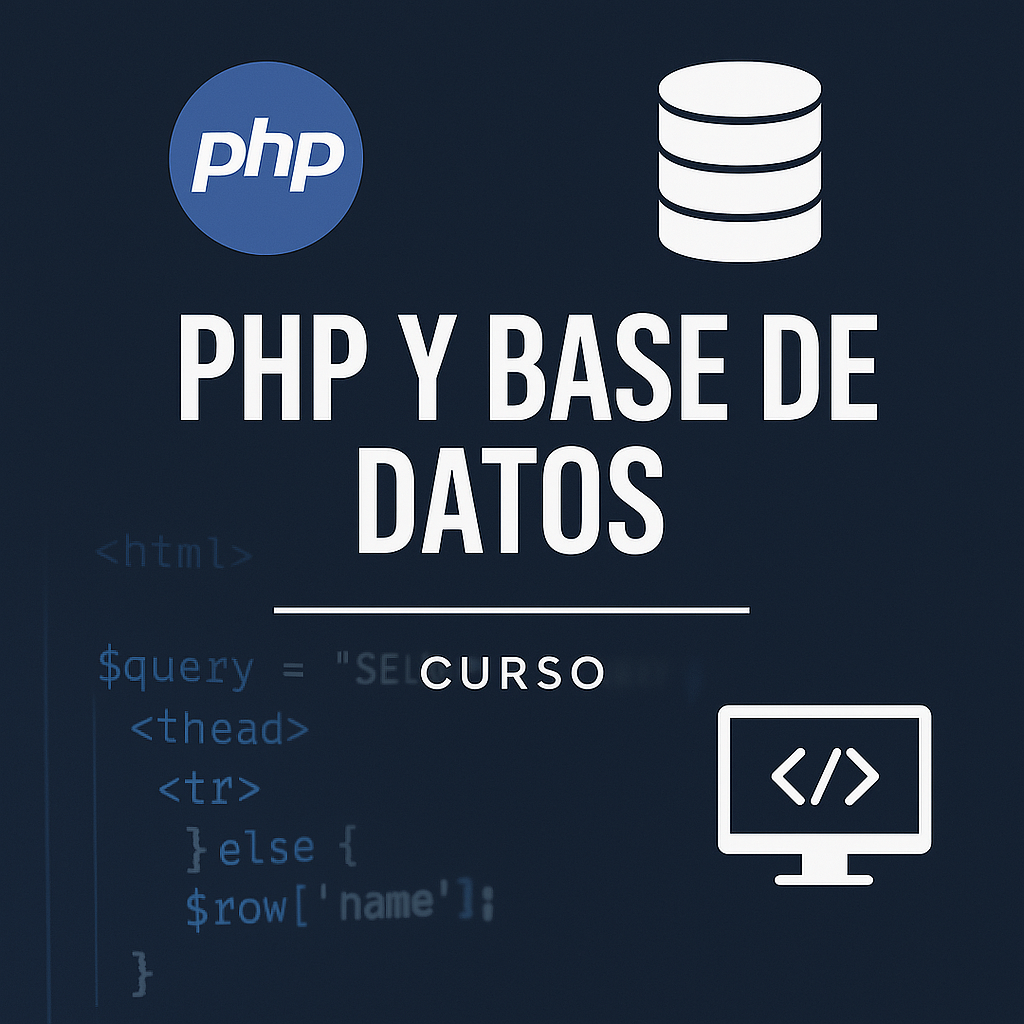 php
PHP Y BASE DE
DATOS
<html>
CURSO
$query = "SEL
<thead>
</>
<tr>
} else {
$row['name'];
}